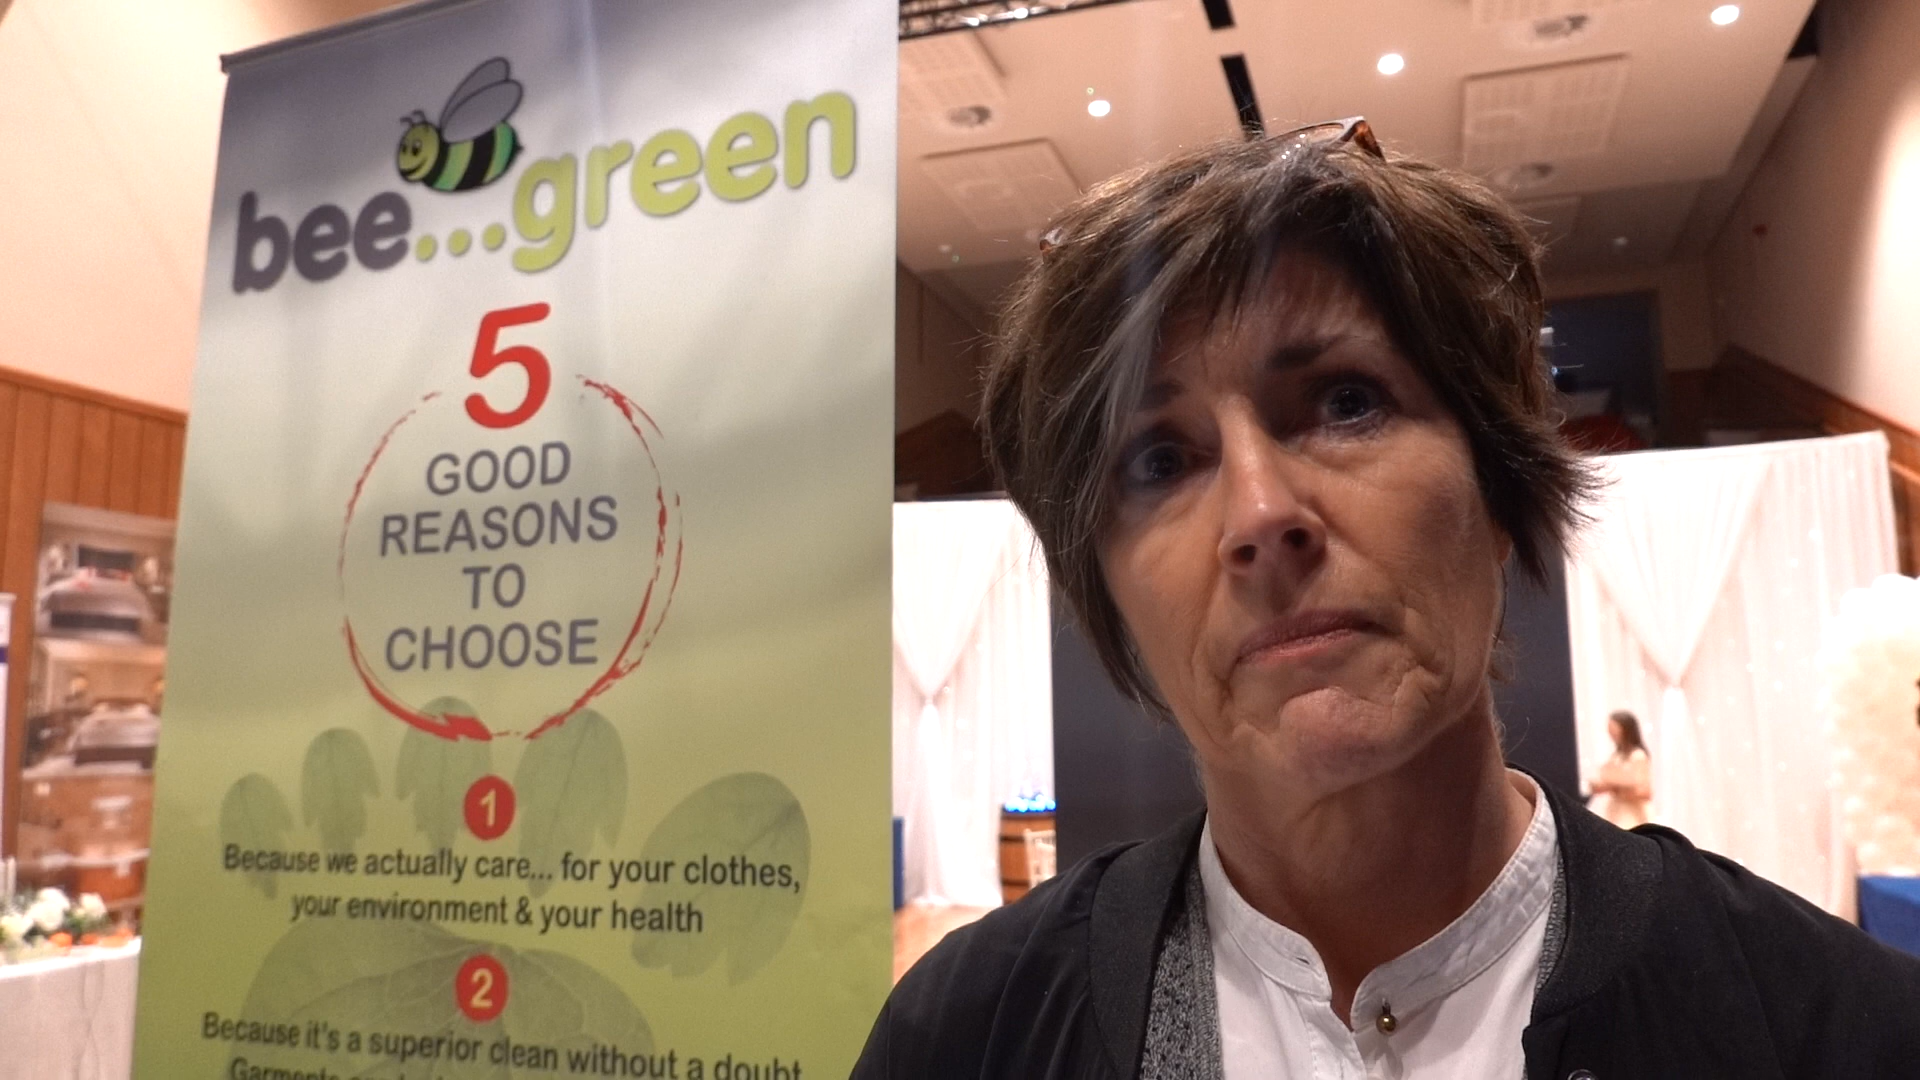 bee...green
5
GOOD
REASONS
TO
CHOOSE
1
Because we actually care... for your clothes,
your environment & your health
2
Because it's a superior clean without a doubt
Garments